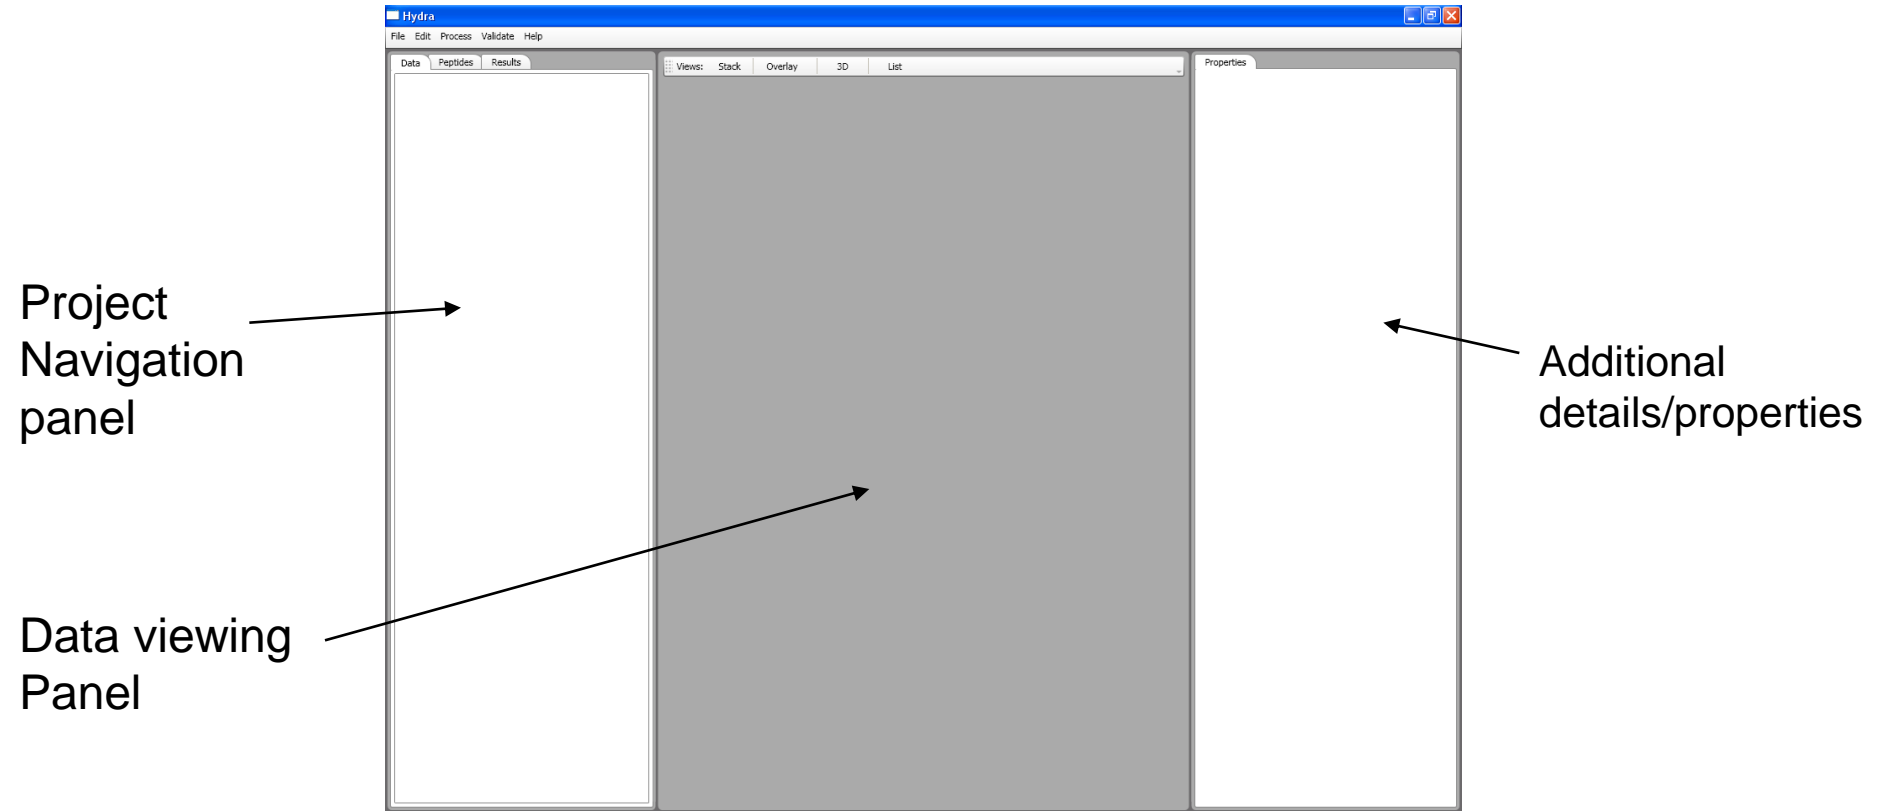 Hydra
File Edit Process Validate Help
Data Peptides Results
Views: Stack Overlay 3D List
Properties
Project
Navigation
panel
Additional
details/properties
Data viewing
Panel